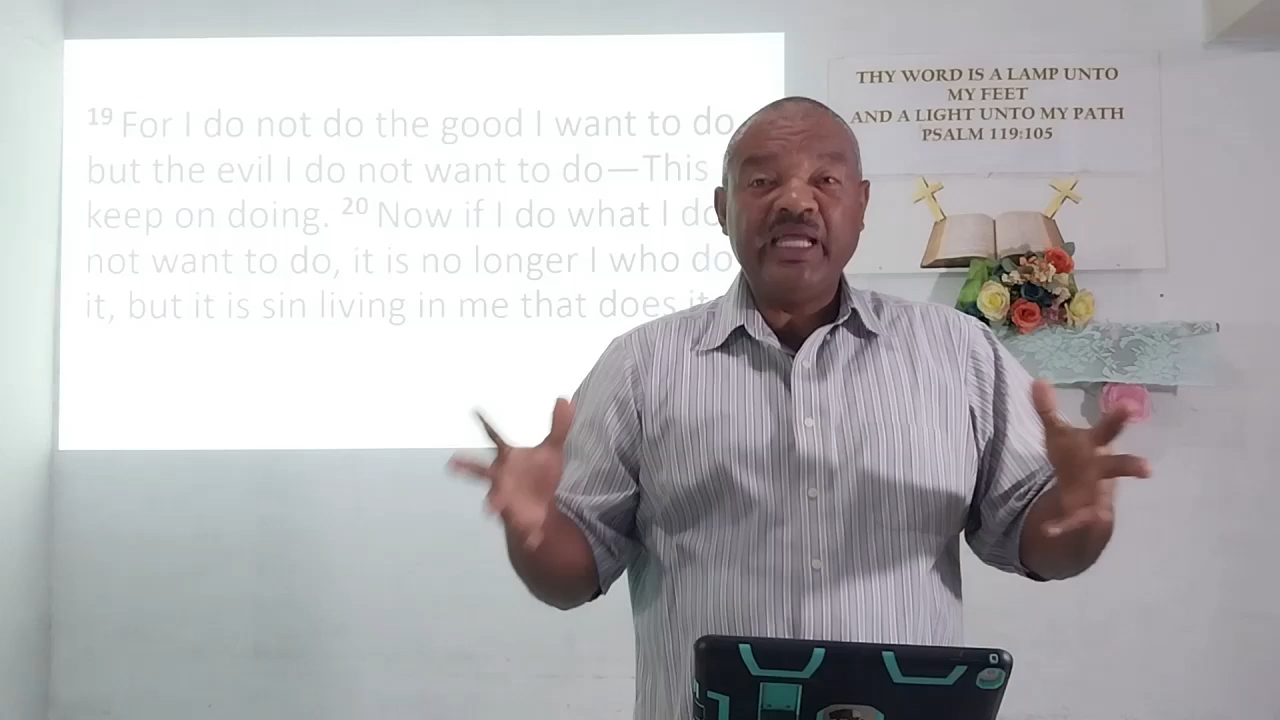 19 For I do not do the good I want to do
but the evil I do not want to do—This
keep on doing. 20 Now if I do what I do
not want to do, it is no longer I who do
it, but it is sin living in me that does it
THY WORD IS A LAMP UNTO
MY FEET
AND A LIGHT UNTO MY PATH
PSALM 119:105